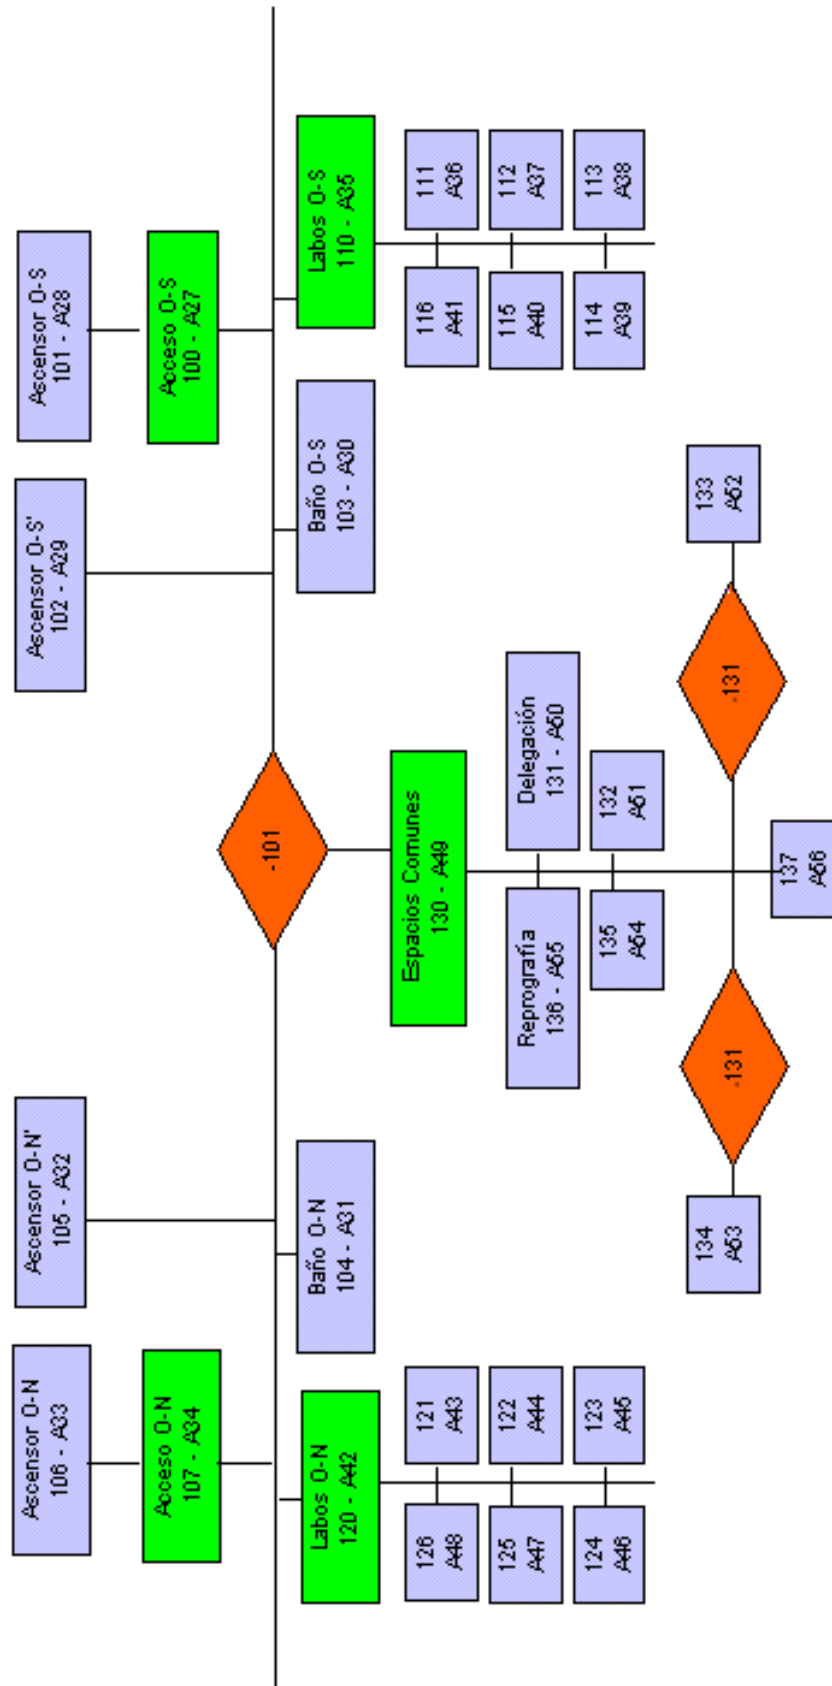 Ascensor O-N
106 - A33
Ascensor O-N'
105 - A32
Ascensor O-S'
102 - A29
Ascensor O-S
101 - A28
Acceso O-N
107 - A34
Acceso O-S
100 - A27
-101
Labos O-N
120 - A42
Baño O-N
104 - A31
Baño O-S
103 - A30
Labos O-S
110 - A35
Espacios Comunes
130 - A49
126
A48
121
A43
125
A47
122
A44
124
A46
123
A45
116
A41
111
A36
115
A40
112
A37
114
A39
113
A38
Reprografía
136 - A55
Delegación
131 - A50
135
A54
132
A51
134
A53
-131
-131
133
A52
137
A56